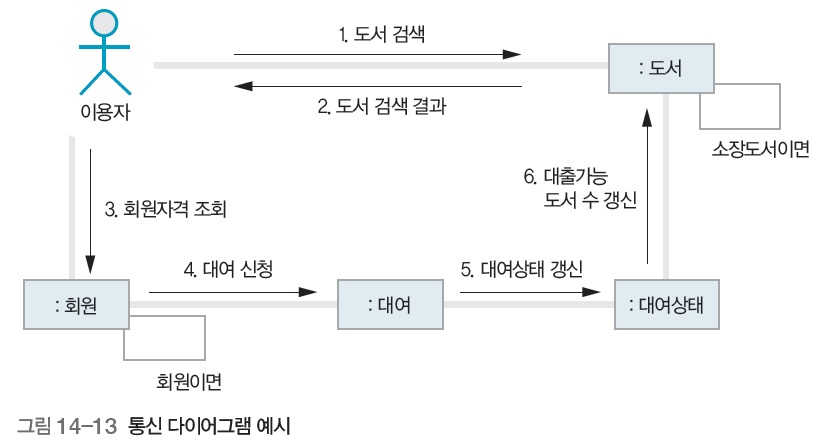 1. 도서 검색
: 도서
2. 도서 검색 결과
이용자
소장도서이면
6. 대출가능
도서 수 갱신
3. 회원자격 조회
4. 대여 신청
5. 대여상태 갱신
: 회원
: 대여
: 대여상태
회원이면
그림 14-13 통신 다이어그램 예시